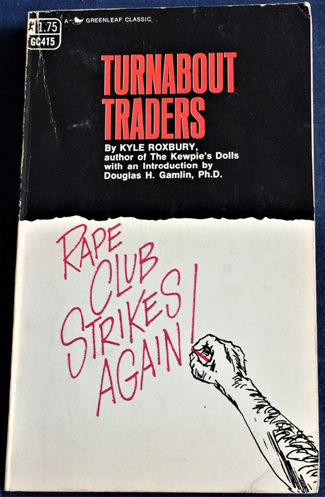 A GREENLEAF CLASSIC
$1.75
GC415
TURNABOUT
TRADERS
By KYLE ROXBURY,
author of The Kewpie's Dolls
with an Introduction by
Douglas H. Gamlin, Ph.D.
RAPE
CLUB
STRIKES
AGAIN!